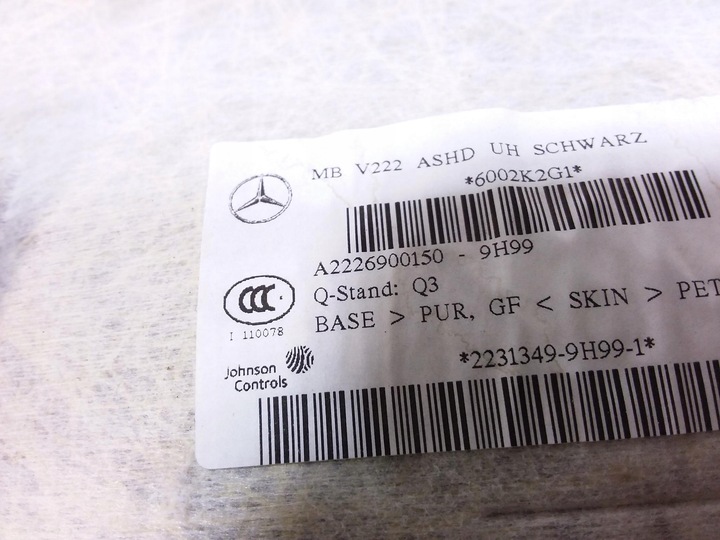 MB V222 ASHD UH SCHWARZ
*6002K2G1*
A2226900150 - 9H99
Q-Stand: Q3
BASE > PUR, GF < SKIN > PET
CCC
I 110078
*2231349-9H99-1*
Johnson
Controls